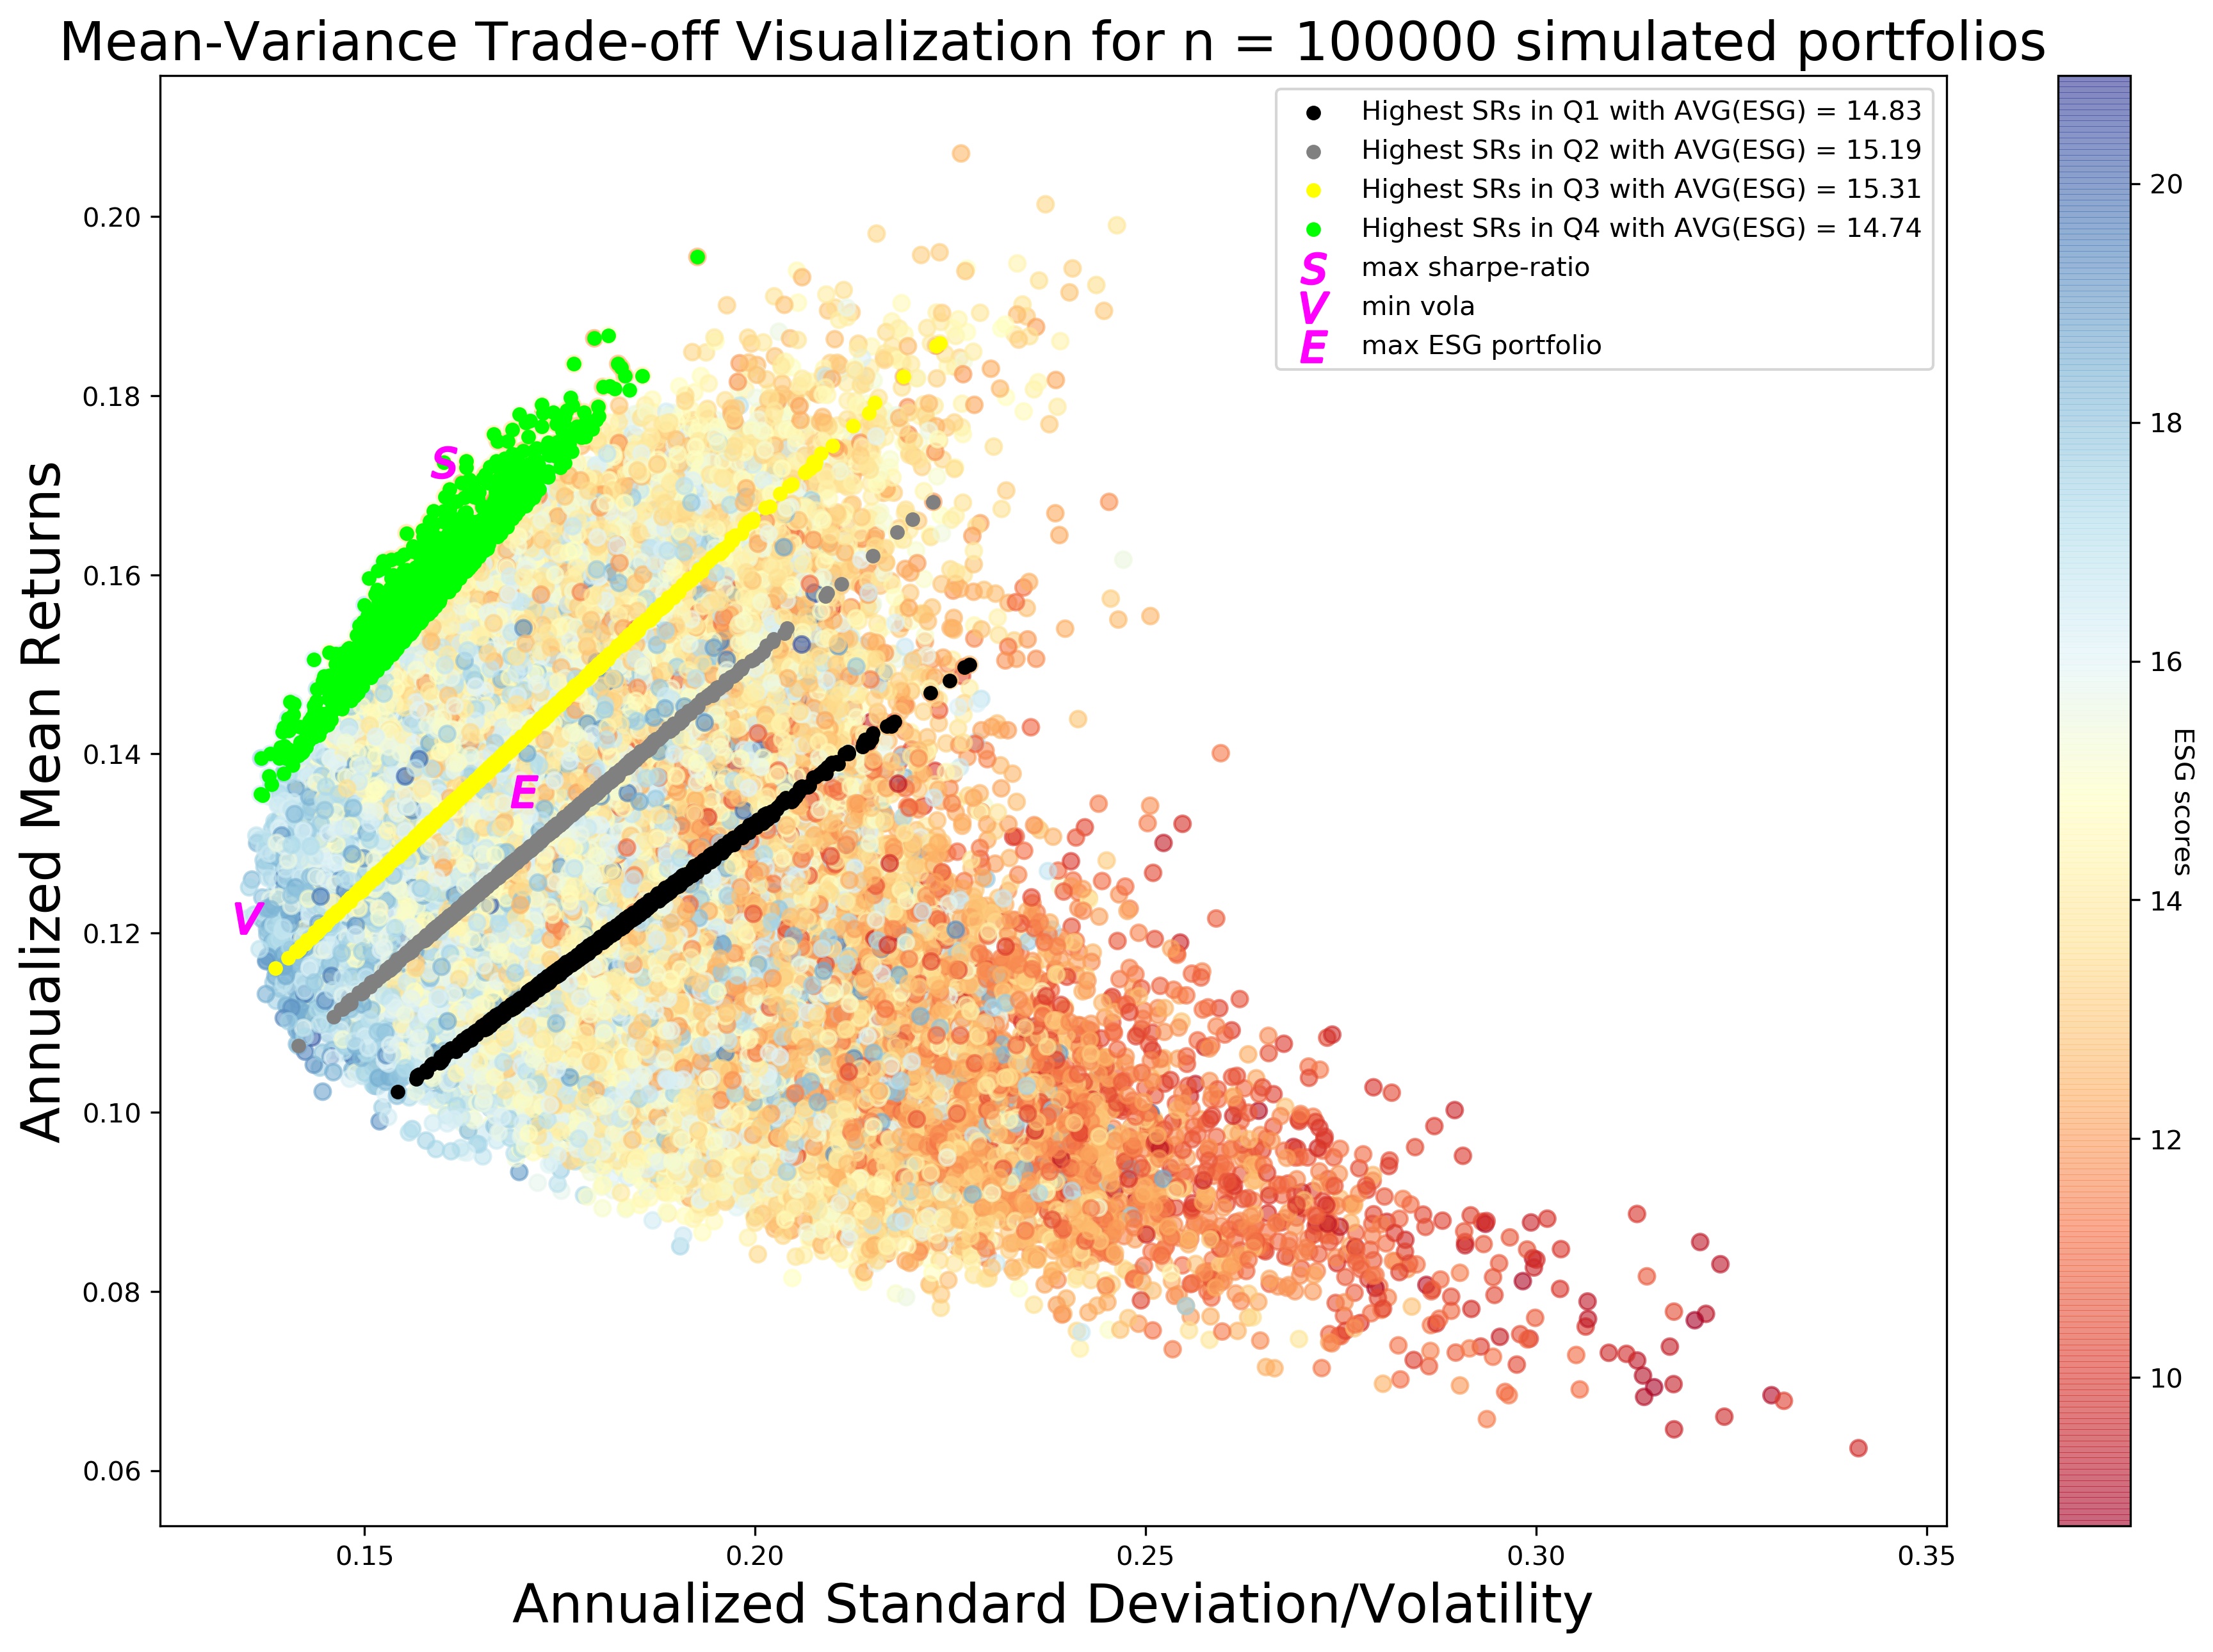 Mean-Variance Trade-off Visualization for n = 100000 simulated portfolios
Highest SRs in Q1 with AVG(ESG) = 14.83
Highest SRs in Q2 with AVG(ESG) = 15.19
Highest SRs in Q3 with AVG(ESG) = 15.31
Highest SRs in Q4 with AVG(ESG) = 14.74
S max sharpe-ratio
V min vola
E max ESG portfolio
Annualized Mean Returns
0.20
0.18
0.16
0.14
0.12
0.10
0.08
0.06
S
E
V
0.15 0.20 0.25 0.30 0.35
Annualized Standard Deviation/Volatility
20
18
16
14
12
10
ESG scores